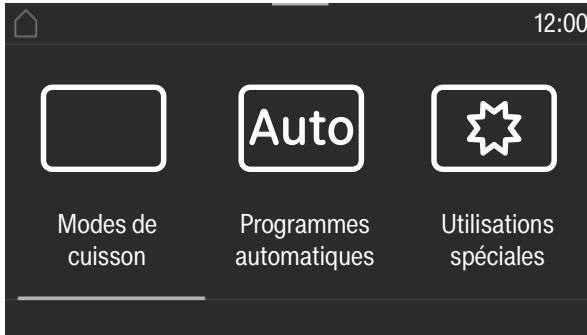 12:00
Auto
Modes de
cuisson
Programmes
automatiques
Utilisations
spéciales